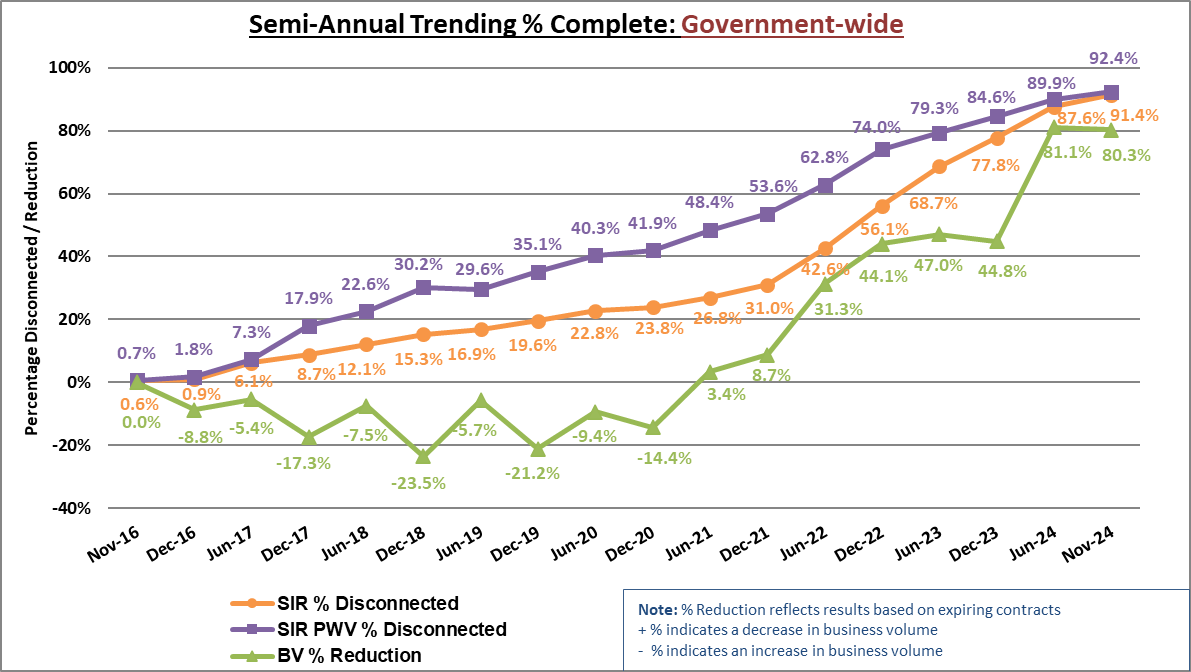 Semi-Annual Trending % Complete: Government-wide
Percentage Disconnected / Reduction
100%
80%
60%
40%
20%
0%
-20%
-40%
0.7%
1.8%
7.3%
17.9%
22.6%
30.2%
29.6%
35.1%
40.3%
41.9%
48.4%
53.6%
62.8%
74.0%
79.3%
84.6%
89.9%
92.4%
0.6%
0.9%
6.1%
8.7%
12.1%
15.3%
16.9%
19.6%
22.8%
23.8%
26.8%
31.0%
42.6%
56.1%
68.7%
77.8%
87.6%
91.4%
0.0%
-8.8%
-5.4%
-17.3%
-7.5%
-23.5%
-5.7%
-21.2%
-9.4%
-14.4%
3.4%
8.7%
31.3%
44.1%
47.0%
44.8%
81.1%
80.3%
Nov-16
Dec-16
Jun-17
Dec-17
Jun-18
Dec-18
Jun-19
Dec-19
Jun-20
Dec-20
Jun-21
Dec-21
Jun-22
Dec-22
Jun-23
Dec-23
Jun-24
Nov-24
SIR % Disconnected
SIR PWV % Disconnected
BV % Reduction
Note: % Reduction reflects results based on expiring contracts
+ % indicates a decrease in business volume
- % indicates an increase in business volume